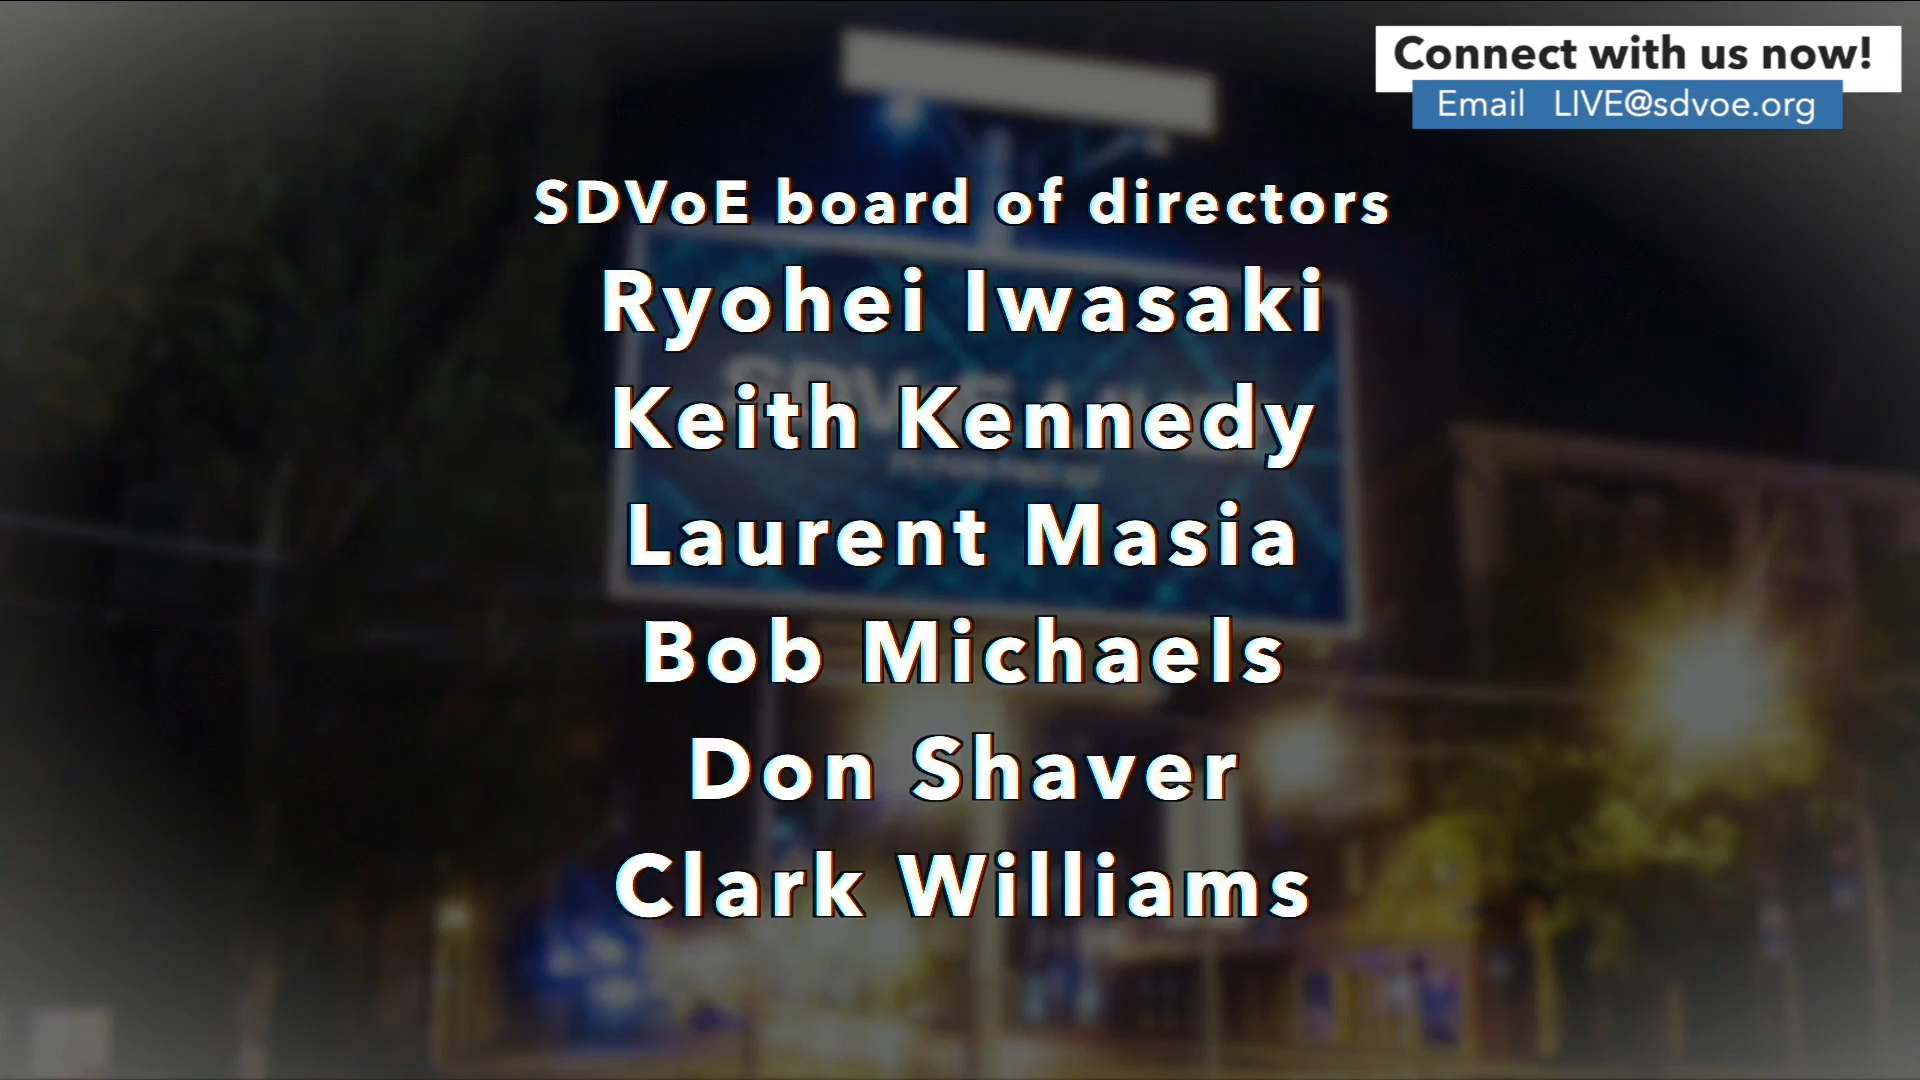 Connect with us now!
Email LIVE@sdvoe.org
SDVoE board of directors
Ryohei Iwasaki
Keith Kennedy
Laurent Masia
Bob Michaels
Don Shaver
Clark Williams